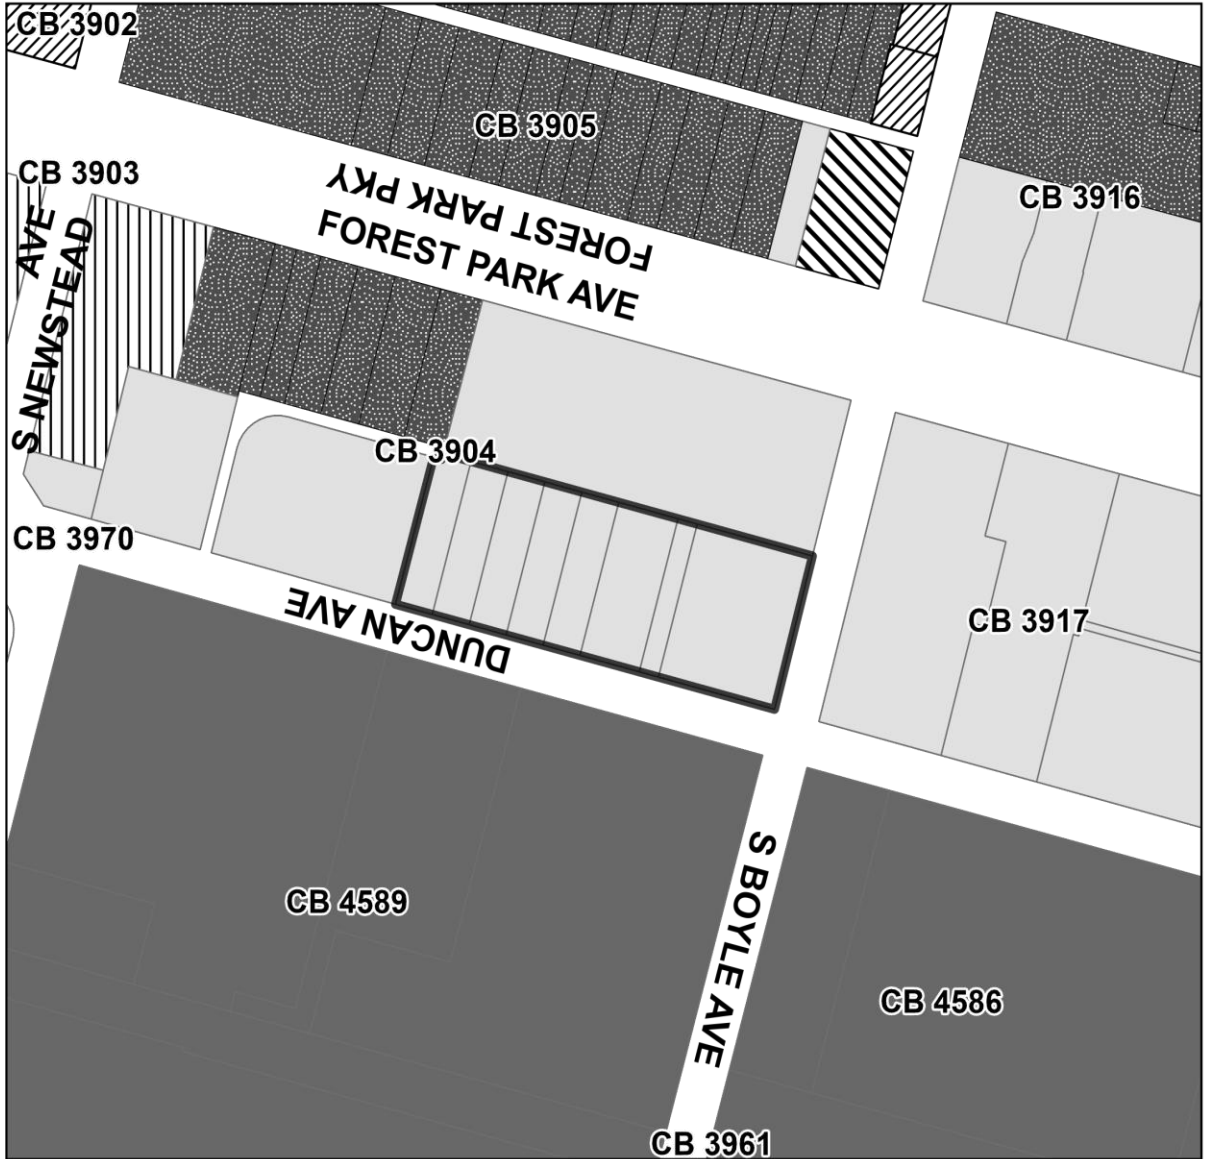 CB 3902
CB 3905
CB 3903
CB 3916
FOREST PARK PKY
FOREST PARK AVE
S NEWSTEAD
AVE
CB 3904
CB 3970
DUNCAN AVE
CB 3917
S BOYLE AVE
CB 4589
CB 4586
CB 3961